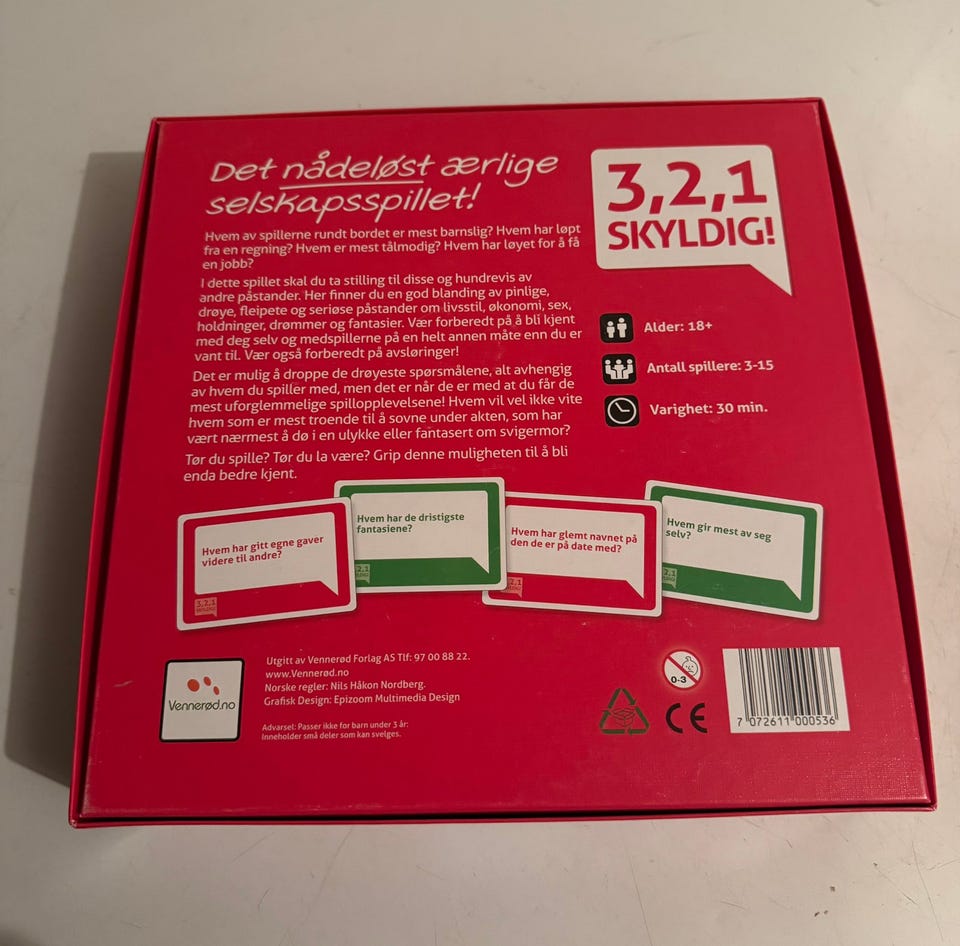 Det nådeløst ærlige
selskapsspillet!
3,2,1
SKYLDIG!
Hvem av spillerne rundt bordet er mest barnslig? Hvem har løpt
fra en regning? Hvem er mest tålmodig? Hvem har løyet for å få
en jobb?
I dette spillet skal du ta stilling til disse og hundrevis av
andre påstander. Her finner du en god blanding av pinlige,
drøye, fleipete og seriøse påstander om livsstil, økonomi, sex,
holdninger, drømmer og fantasier. Vær forberedt på å bli kjent
med deg selv og medspillerne på en helt annen måte enn du er
vant til. Vær også forberedt på avsløringer!
Det er mulig å droppe de drøyeste spørsmålene, alt avhengig
av hvem du spiller med, men det er når de er med at du får de
mest uforglemmelige spillopplevelsene! Hvem vil vel ikke vite
hvem som er mest troende til å sovne under akten, som har
vært nærmest å dø i en ulykke eller fantasert om svigermor?
Tør du spille? Tør du la være? Grip denne muligheten til å bli
enda bedre kjent.
Alder: 18+
Antall spillere: 3-15
Varighet: 30 min.
Hvem har gitt egne gaver
videre til andre?
3,2,1
SKYLDIG!
Hvem har de dristigste
fantasiene?
2,1
Hvem har glemt navnet på
den de er på date med?
2,1
Hvem gir mest av seg
selv?
2,1
Vennerød.no
Utgitt av Vennerød Forlag AS Tlf: 97 00 88 22.
www.Vennerød.no
Norske regler: Nils Håkon Nordberg.
Grafisk Design: Epizoom Multimedia Design
Advarsel: Passer ikke for barn under 3 år:
Inneholder små deler som kan svelges.
0-3
CE
7 072611 000536